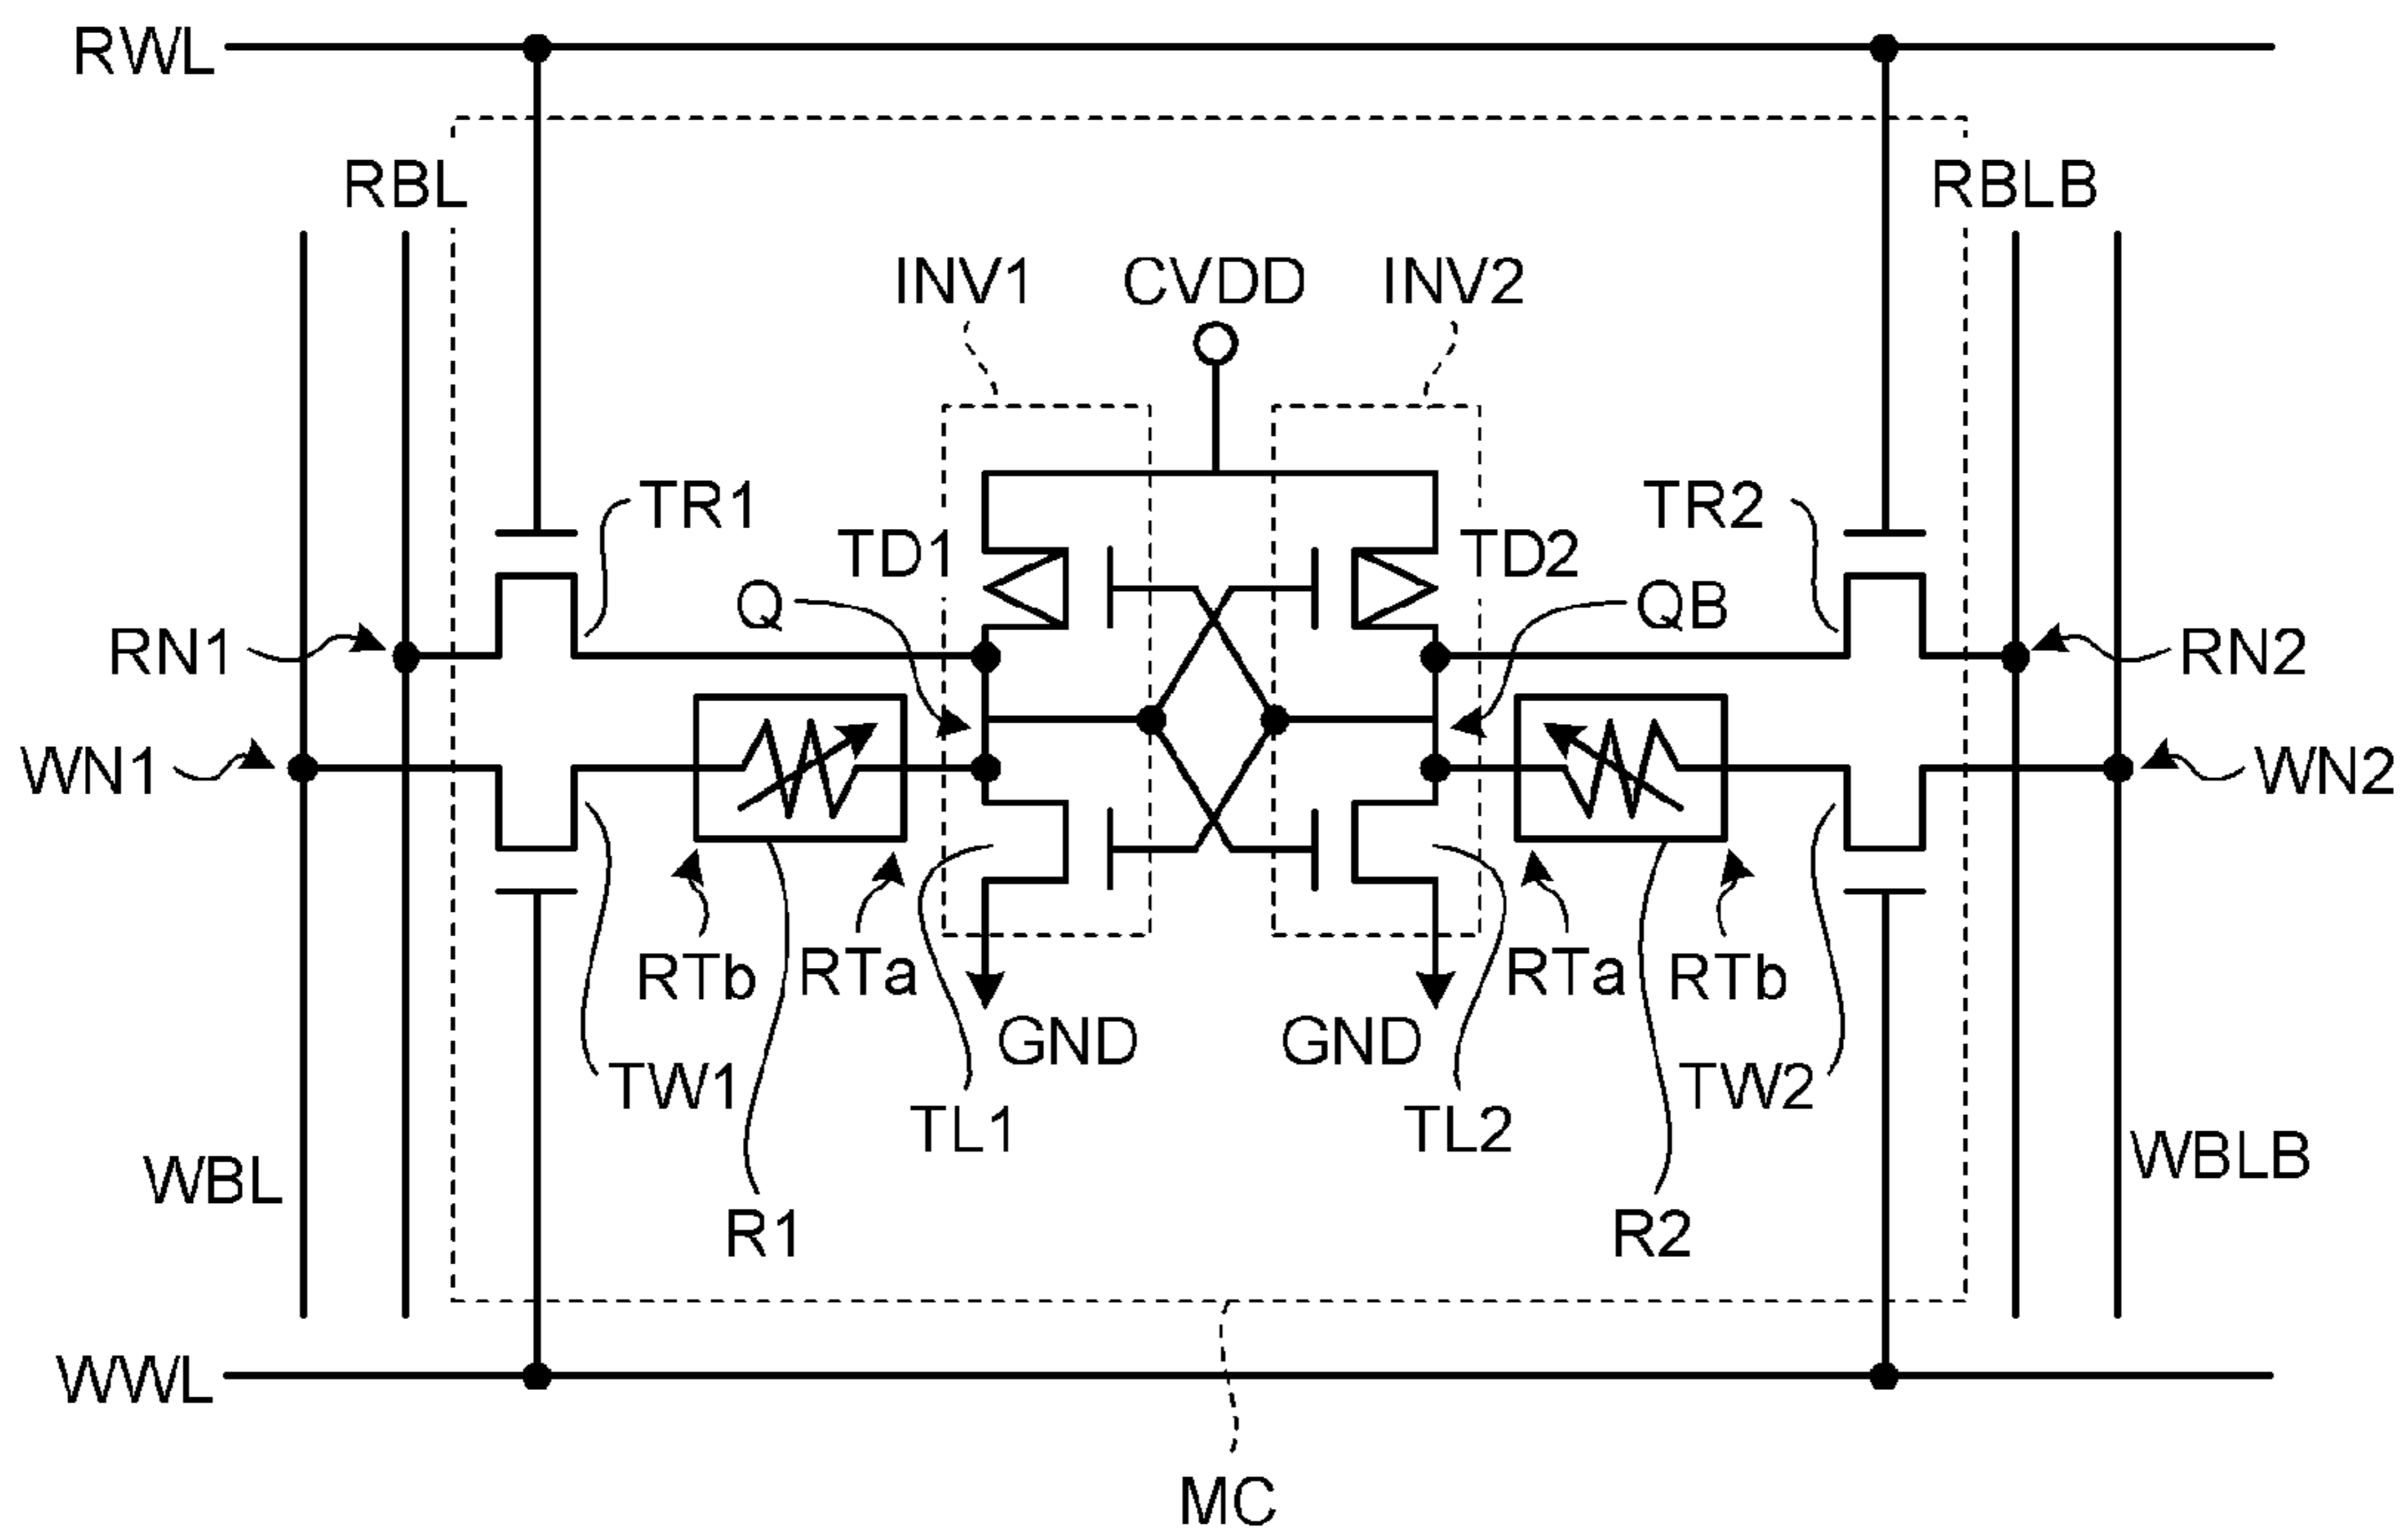 RWL
RBL
RBLB
INV1
CVDD
INV2
TR1
TR2
TD1
TD2
Q
QB
RN1
RN2
WN1
WN2
RTb
RTa
RTa
RTb
GND
GND
TW1
TW2
TL1
TL2
WBL
WBLB
R1
R2
WWL
MC